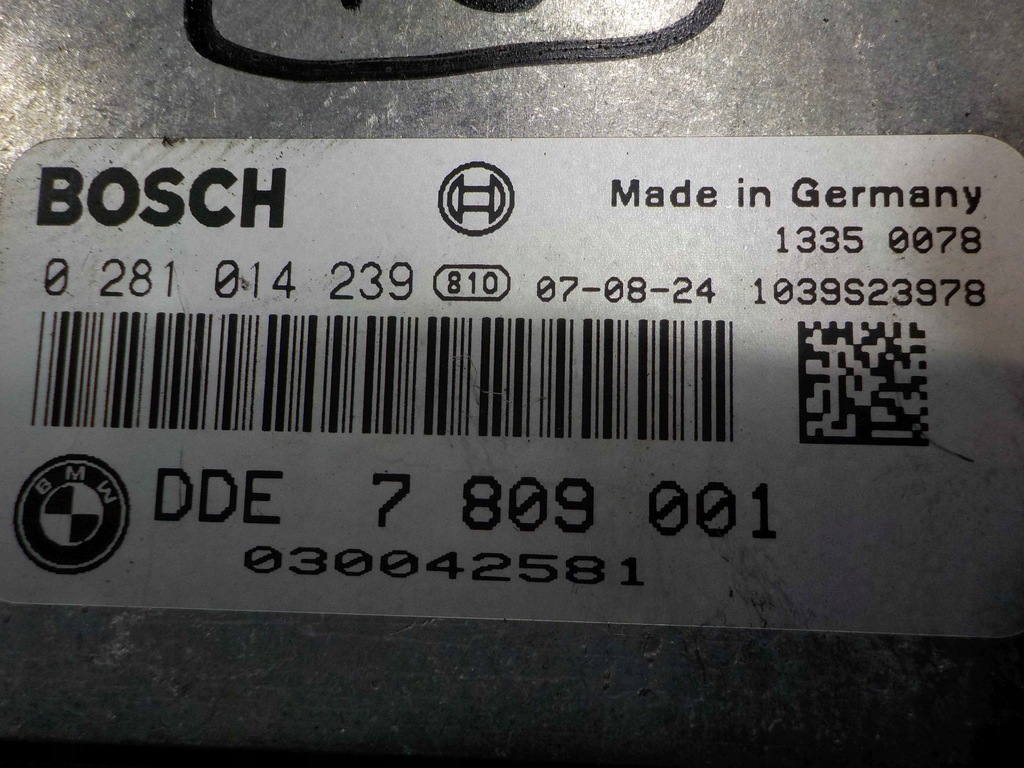 BOSCH
Made in Germany
1335 0078
0 281 014 239 810 07-08-24 1039S23978
BMW
DDE 7 809 001
030042581